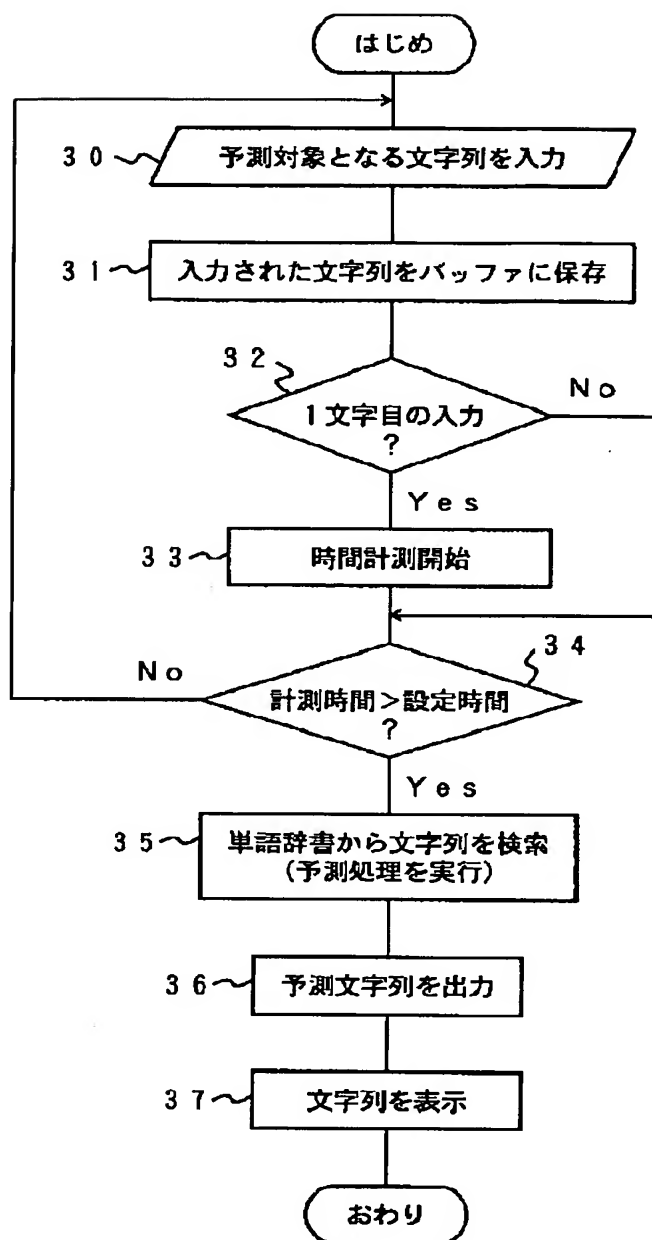 はじめ
30
予測対象となる文字列を入力
31
入力された文字列をバッファに保存
32
1文字目の入力
?
No
Yes
33
時間計測開始
34
No
計測時間＞設定時間
?
Yes
35
単語辞書から文字列を検索
(予測処理を実行)
36
予測文字列を出力
37
文字列を表示
おわり